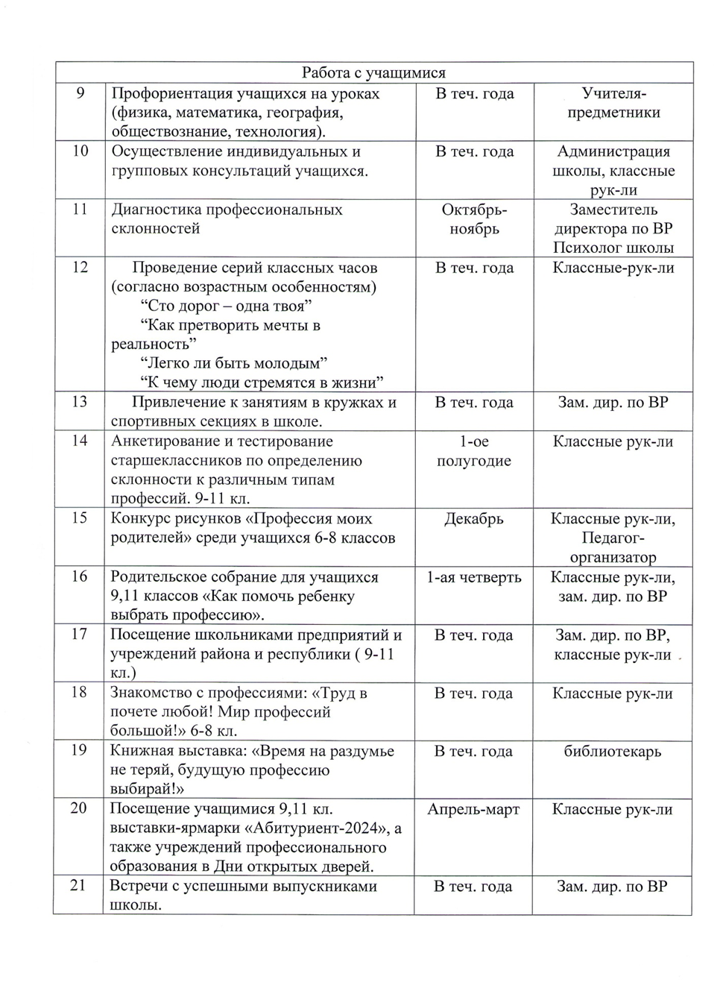 Работа с учащимися
9 Профориентация учащихся на уроках В теч. года Учителя-
(физика, математика, география, предметники
обществознание, технология).
10 Осуществление индивидуальных и В теч. года Администрация
групповых консультаций учащихся. школы, классные
рук-ли
11 Диагностика профессиональных Октябрь- Заместитель
склонностей ноябрь директора по ВР
Психолог школы
12 Проведение серий классных часов В теч. года Классные-рук-ли
(согласно возрастным особенностям)
“Сто дорог – одна твоя”
“Как претворить мечты в
реальность”
“Легко ли быть молодым”
“К чему люди стремятся в жизни”
13 Привлечение к занятиям в кружках и В теч. года Зам. дир. по ВР
спортивных секциях в школе.
14 Анкетирование и тестирование 1-ое Классные рук-ли
старшеклассников по определению полугодие
склонности к различным типам
профессий. 9-11 кл.
15 Конкурс рисунков «Профессия моих Декабрь Классные рук-ли,
родителей» среди учащихся 6-8 классов Педагог-
организатор
16 Родительское собрание для учащихся 1-ая четверть Классные рук-ли,
9,11 классов «Как помочь ребенку зам. дир. по ВР
выбрать профессию».
17 Посещение школьниками предприятий и В теч. года Зам. дир. по ВР,
учреждений района и республики ( 9-11 классные рук-ли
кл.)
18 Знакомство с профессиями: «Труд в В теч. года Классные рук-ли
почете любой! Мир профессий
большой!» 6-8 кл.
19 Книжная выставка: «Время на раздумье В теч. года библиотекарь
не теряй, будущую профессию
выбирай!»
20 Посещение учащимися 9,11 кл. Апрель-март Классные рук-ли
выставки-ярмарки «Абитуриент-2024», а
также учреждений профессионального
образования в Дни открытых дверей.
21 Встречи с успешными выпускниками В теч. года Зам. дир. по ВР
школы.